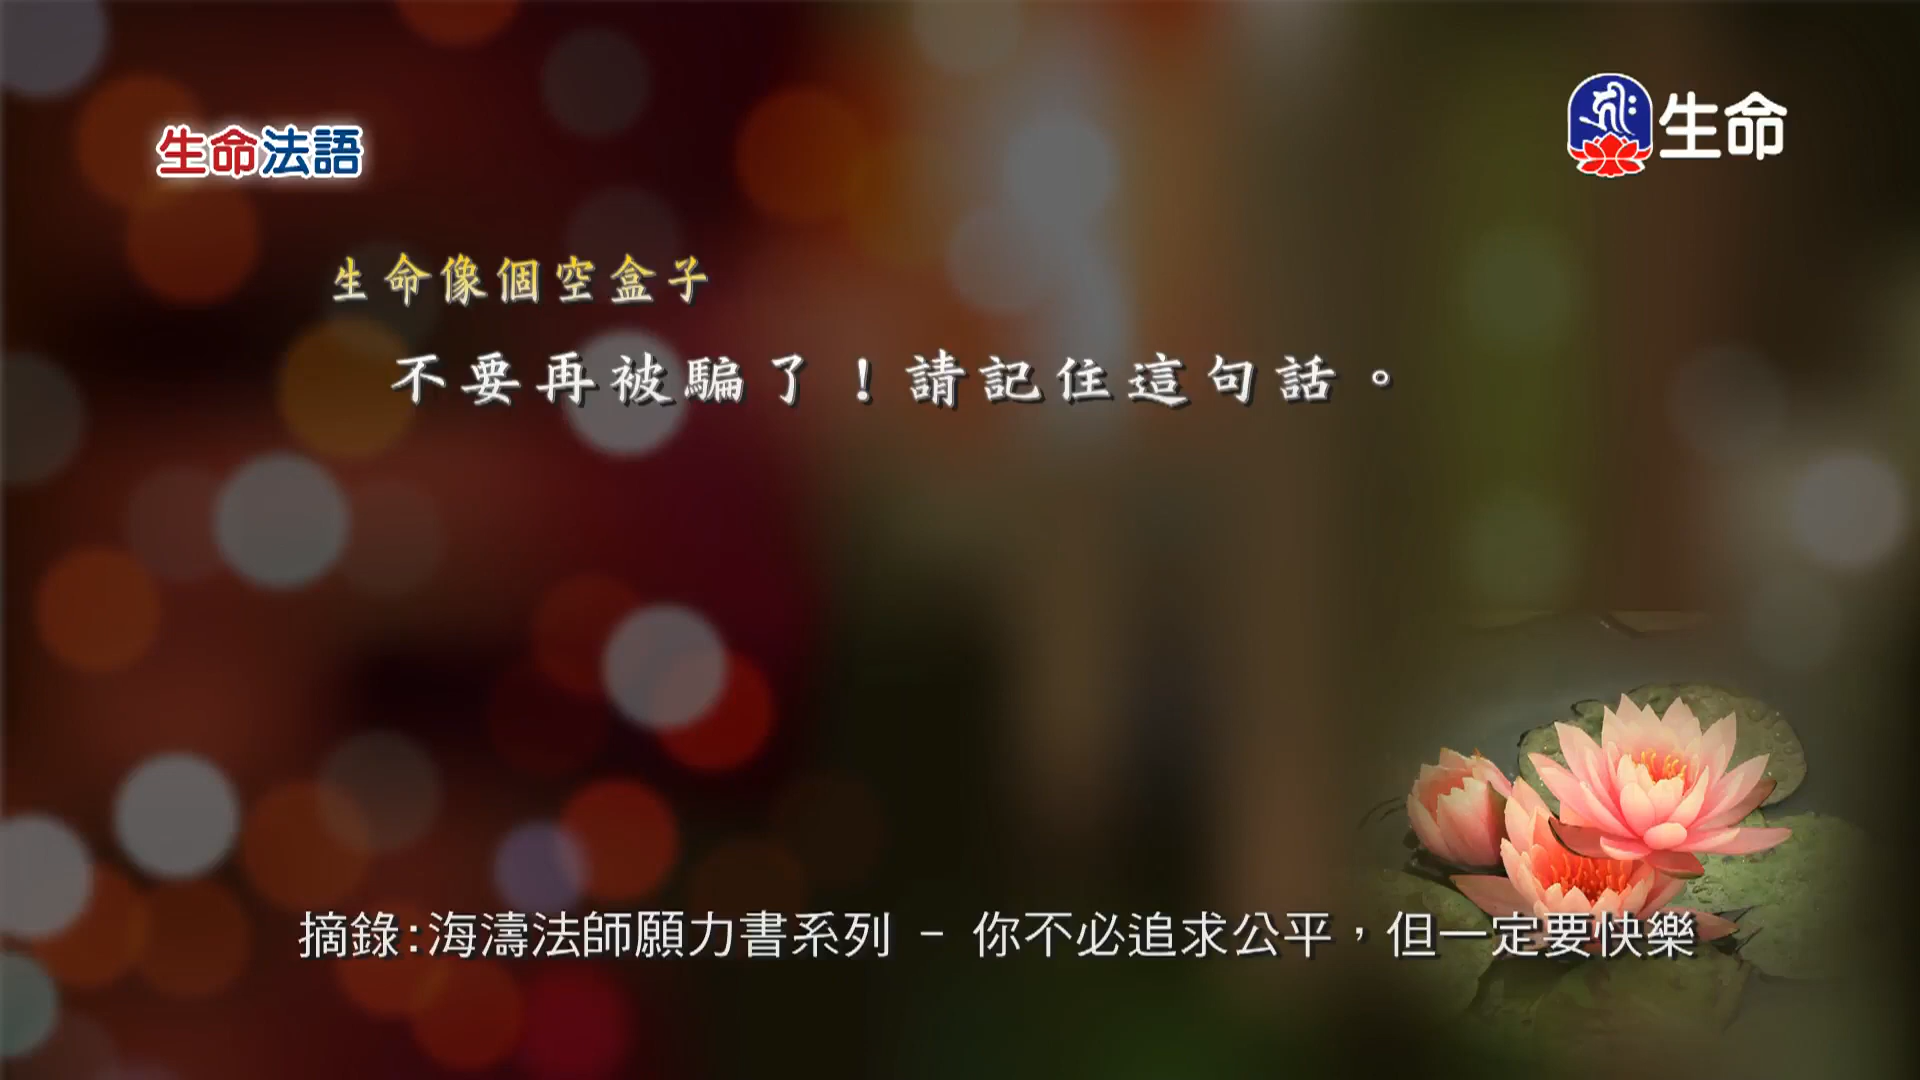 生命法語
生命
生命像個空盒子
不要再被騙了！請記住這句話。
摘錄:海濤法師願力書系列 - 你不必追求公平，但一定要快樂